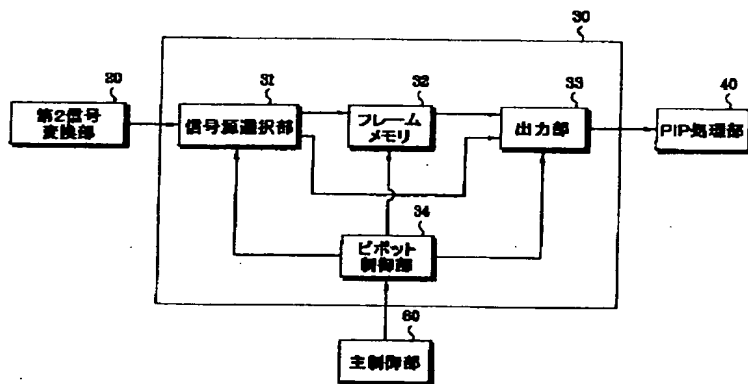 30
20
第2信号
変換部
31
信号源選択部
32
フレーム
メモリ
33
出力部
40
PIP処理部
34
ピボット
制御部
60
主制御部